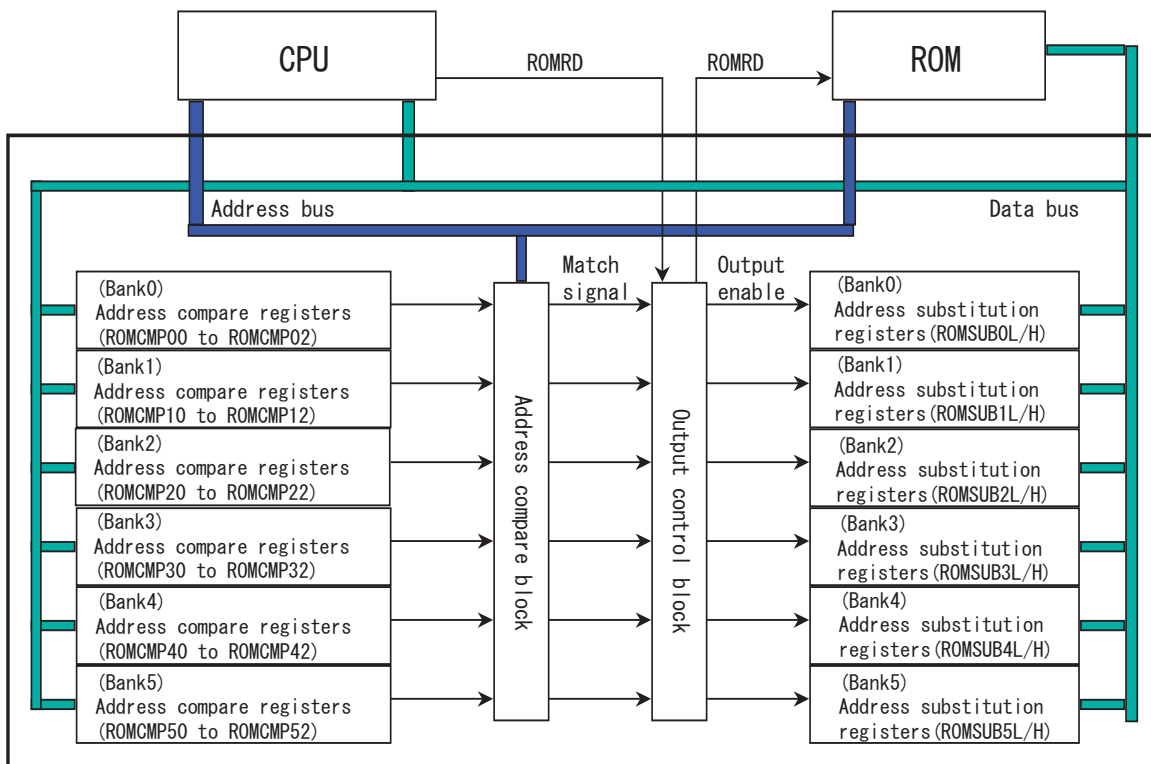 CPU
ROMRD
ROMRD
ROM
Address bus
Data bus
Match
signal
Output
enable
(Bank0)
Address compare registers
(ROMCMP00 to ROMCMP02)
(Bank1)
Address compare registers
(ROMCMP10 to ROMCMP12)
(Bank2)
Address compare registers
(ROMCMP20 to ROMCMP22)
(Bank3)
Address compare registers
(ROMCMP30 to ROMCMP32)
(Bank4)
Address compare registers
(ROMCMP40 to ROMCMP42)
(Bank5)
Address compare registers
(ROMCMP50 to ROMCMP52)
Address compare block
Output control block
(Bank0)
Address substitution
registers(ROMSUB0L/H)
(Bank1)
Address substitution
registers(ROMSUB1L/H)
(Bank2)
Address substitution
registers(ROMSUB2L/H)
(Bank3)
Address substitution
registers(ROMSUB3L/H)
(Bank4)
Address substitution
registers(ROMSUB4L/H)
(Bank5)
Address substitution
registers(ROMSUB5L/H)